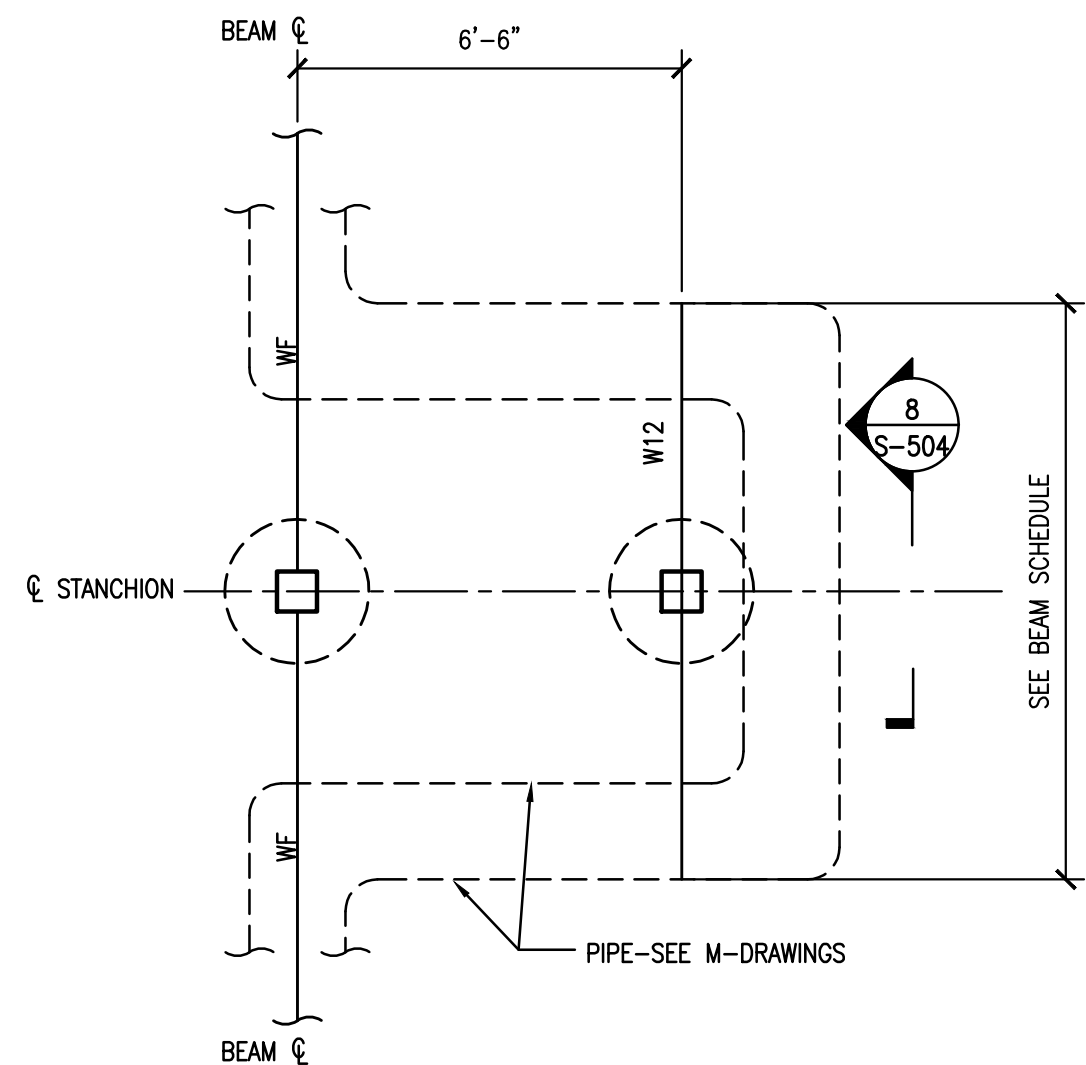 BEAM ℄
6'-6"
WF
W12
8
S-504
℄ STANCHION
SEE BEAM SCHEDULE
WF
PIPE-SEE M-DRAWINGS
BEAM ℄